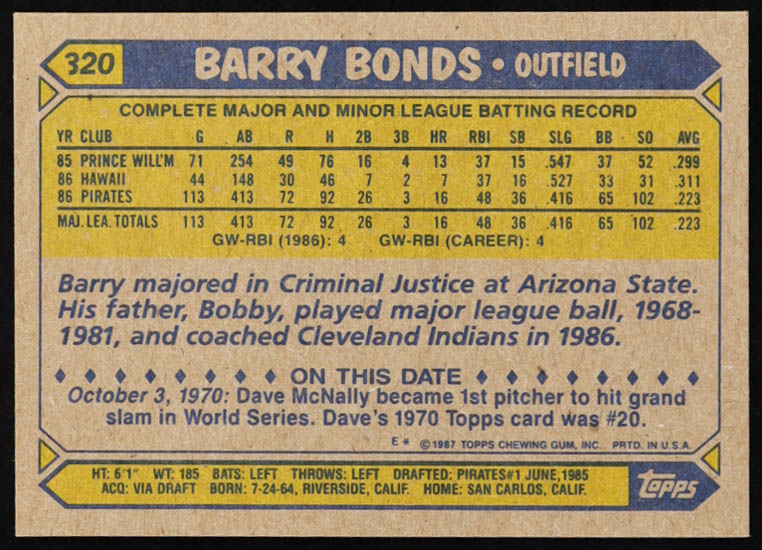 320 BARRY BONDS • OUTFIELD
COMPLETE MAJOR AND MINOR LEAGUE BATTING RECORD
YR CLUB G AB R H 2B 3B HR RBI SB SLG BB SO AVG
85 PRINCE WILL'M 71 254 49 76 16 4 13 37 15 .547 37 52 .299
86 HAWAII 44 148 30 46 7 2 7 37 16 .527 33 31 .311
86 PIRATES 113 413 72 92 26 3 16 48 36 .416 65 102 .223
MAJ. LEA. TOTALS 113 413 72 92 26 3 16 48 36 .416 65 102 .223
GW-RBI (1986): 4 GW-RBI (CAREER): 4
Barry majored in Criminal Justice at Arizona State.
His father, Bobby, played major league ball, 1968-
1981, and coached Cleveland Indians in 1986.
♦ ♦ ♦ ♦ ♦ ♦ ♦ ♦ ON THIS DATE ♦ ♦ ♦ ♦ ♦ ♦ ♦ ♦
October 3, 1970: Dave McNally became 1st pitcher to hit grand
slam in World Series. Dave's 1970 Topps card was #20.
E* ©1987 TOPPS CHEWING GUM, INC. PRTD. IN U.S.A.
HT: 6'1" WT: 185 BATS: LEFT THROWS: LEFT DRAFTED: PIRATES#1 JUNE,1985
ACQ: VIA DRAFT BORN: 7-24-64, RIVERSIDE, CALIF. HOME: SAN CARLOS, CALIF.
topps